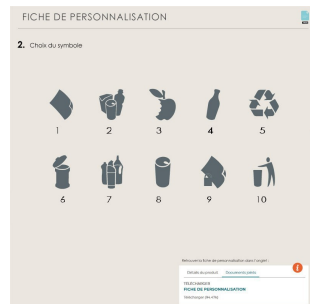 FICHE DE PERSONNALISATION
2. Choix du symbole
1 2 3 4 5
6 7 8 9 10
Retrouvez la fiche de personnalisation dans l'onglet :
Détails du produit Documents joints
TÉLÉCHARGER
FICHE DE PERSONNALISATION
Télécharger